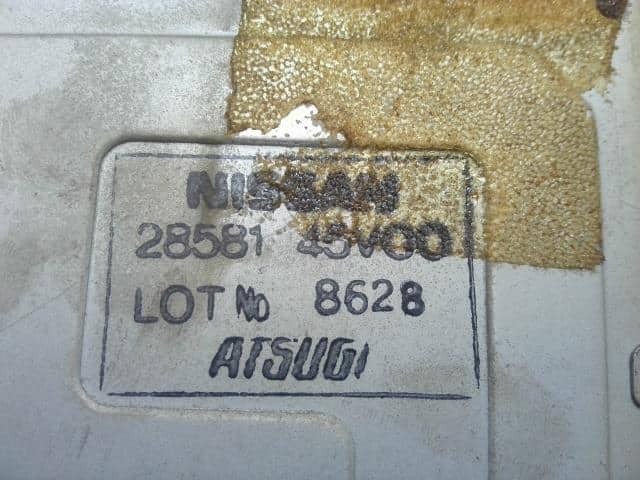 NISSAN
28581 45V00
LOT No 8628
ATSUGI